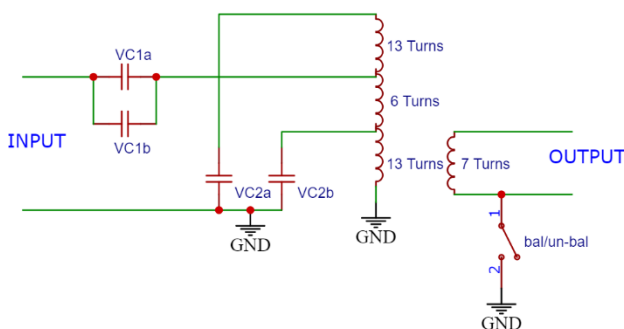 VC1a
13 Turns
6 Turns
VC1b
INPUT
13 Turns
7 Turns
OUTPUT
VC2a
VC2b
GND
GND
1
bal/un-bal
2
GND